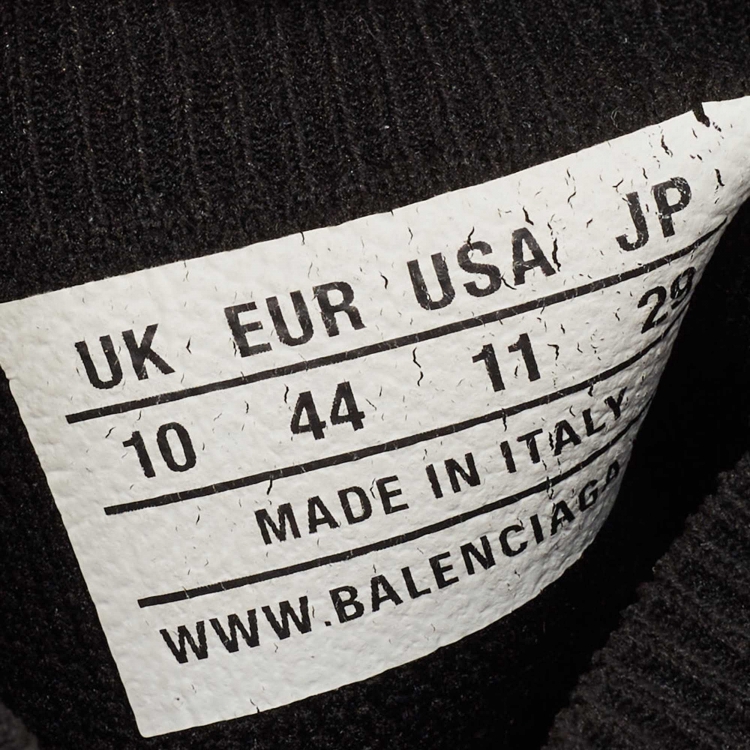 UK EUR USA JP
10 44 11 29
MADE IN ITALY
WWW.BALENCIAGA